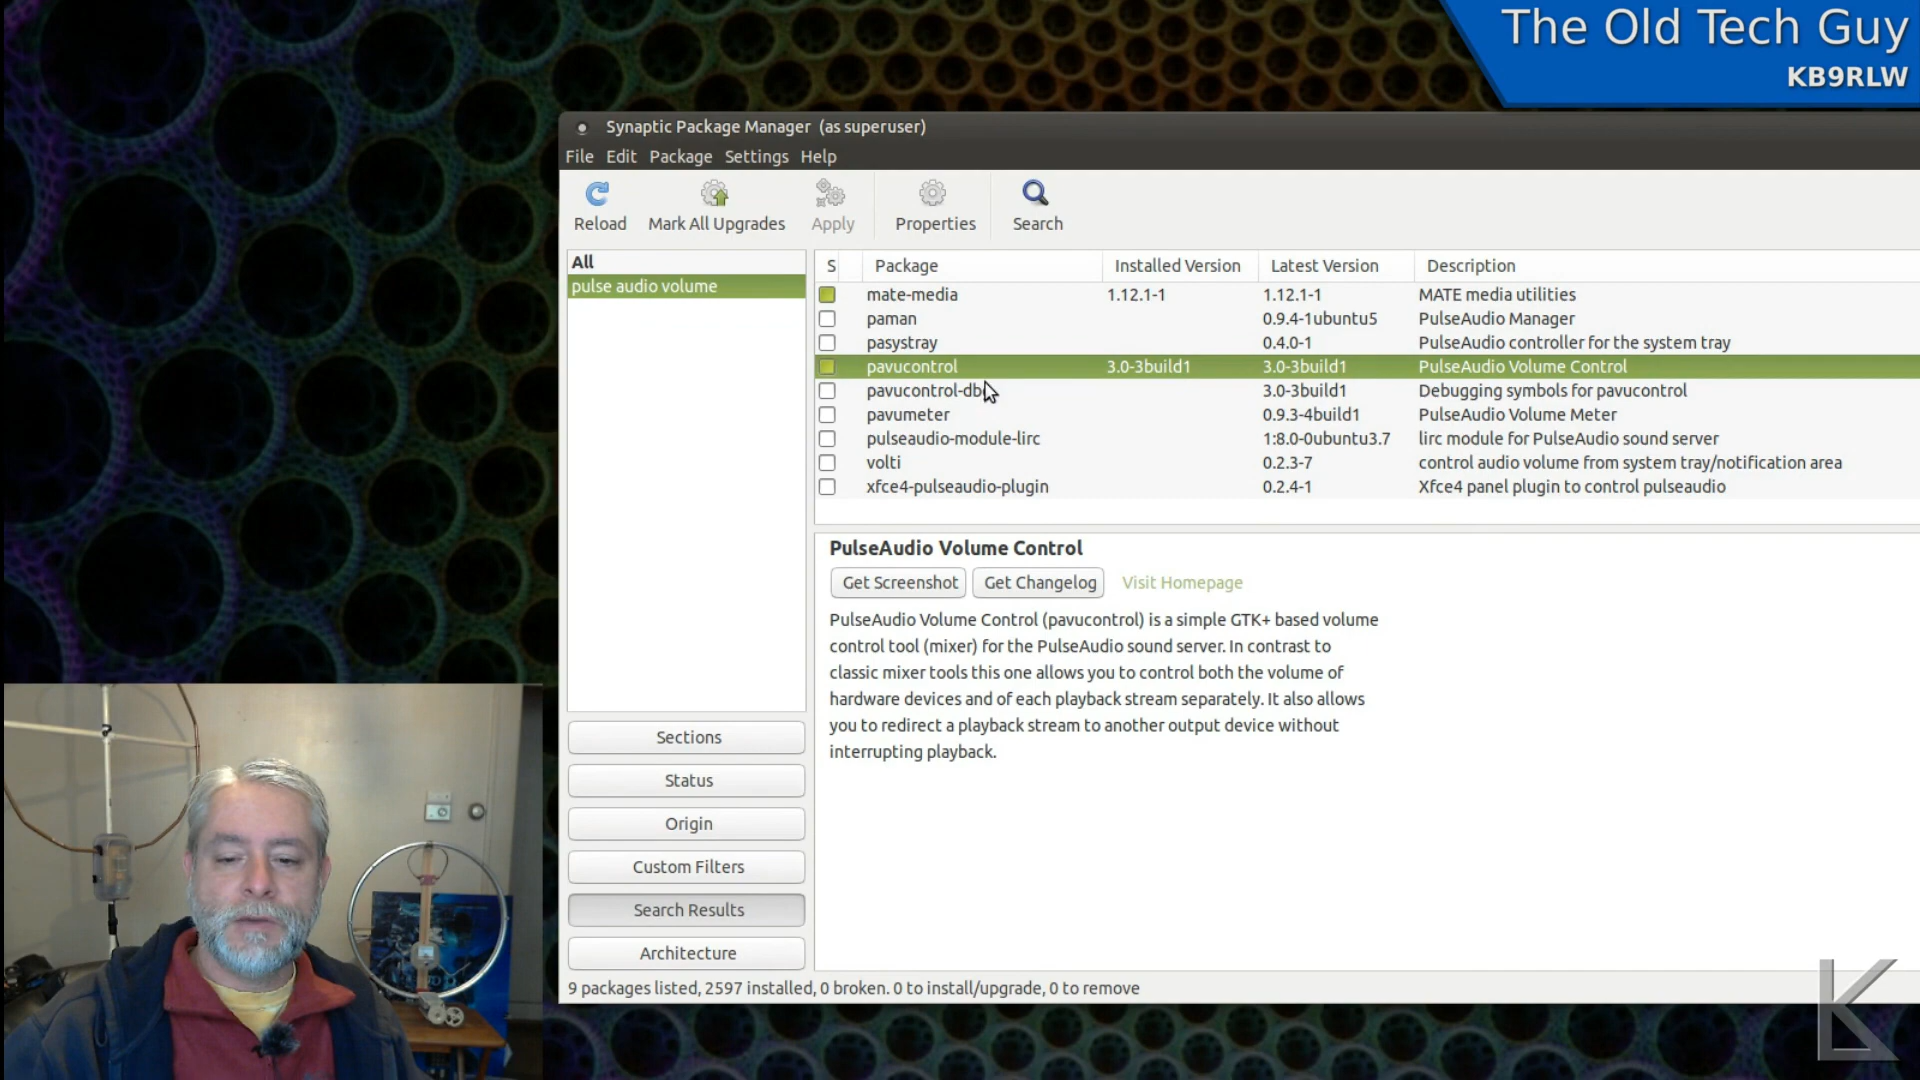 The Old Tech Guy
KB9RLW
Synaptic Package Manager (as superuser)
File Edit Package Settings Help
Reload Mark All Upgrades Apply Properties Search
All
pulse audio volume
S Package Installed Version Latest Version Description
mate-media 1.12.1-1 1.12.1-1 MATE media utilities
paman 0.9.4-1ubuntu5 PulseAudio Manager
pasystray 0.4.0-1 PulseAudio controller for the system tray
pavucontrol 3.0-3build1 3.0-3build1 PulseAudio Volume Control
3.0-3build1 Debugging symbols for pavucontrol
pavumeter 0.9.3-4build1 PulseAudio Volume Meter
pulseaudio-module-lirc 1:8.0-0ubuntu3.7 lirc module for PulseAudio sound server
volti 0.2.3-7 control audio volume from system tray/notification area
xfce4-pulseaudio-plugin 0.2.4-1 Xfce4 panel plugin to control pulseaudio
PulseAudio Volume Control
Get Screenshot Get Changelog Visit Homepage
PulseAudio Volume Control (pavucontrol) is a simple GTK+ based volume
control tool (mixer) for the PulseAudio sound server. In contrast to
classic mixer tools this one allows you to control both the volume of
hardware devices and of each playback stream separately. It also allows
you to redirect a playback stream to another output device without
interrupting playback.
Sections
Status
Origin
Custom Filters
Search Results
Architecture
9 packages listed, 2597 installed, 0 broken. 0 to install/upgrade, 0 to remove
K